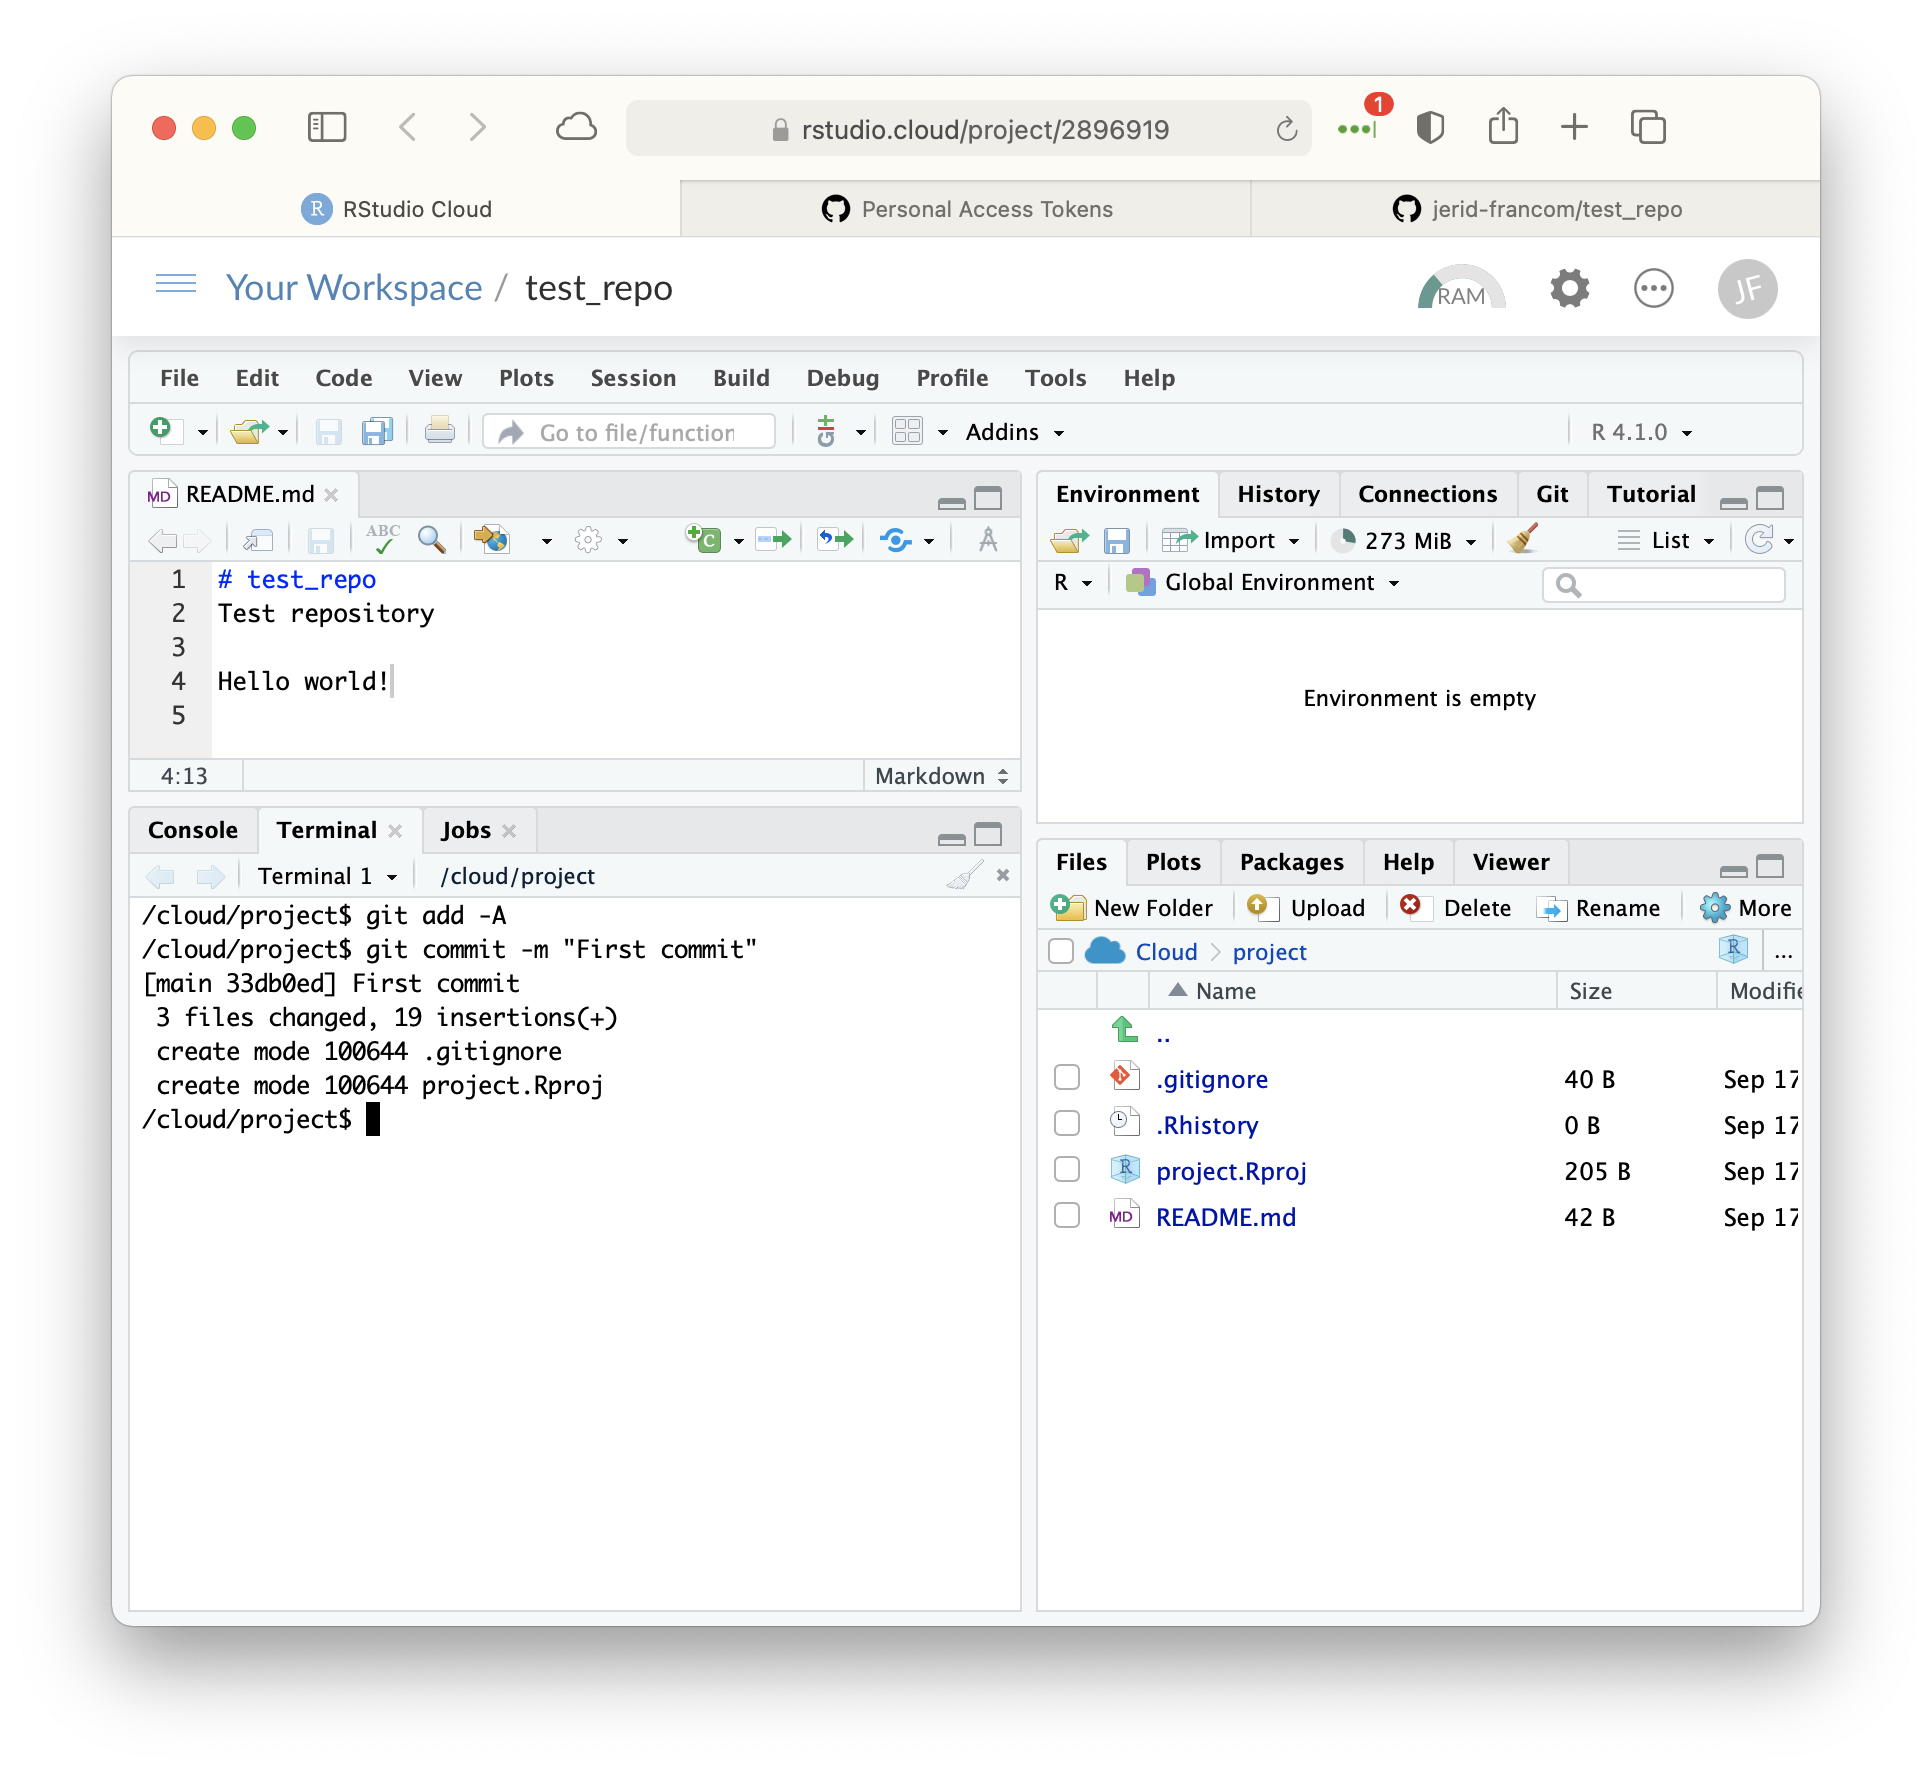 1
rstudio.cloud/project/2896919
R RStudio Cloud
Personal Access Tokens
jerid-francom/test_repo
Your Workspace / test_repo
RAM
JF
File Edit Code View Plots Session Build Debug Profile Tools Help
Go to file/function
Addins
R 4.1.0
MD README.md
ABC
1 # test_repo
2 Test repository
3
4 Hello world!
5
4:13 Markdown
Console Terminal Jobs
Terminal 1 /cloud/project
/cloud/project$ git add -A
/cloud/project$ git commit -m "First commit"
[main 33db0ed] First commit
3 files changed, 19 insertions(+)
create mode 100644 .gitignore
create mode 100644 project.Rproj
/cloud/project$
Environment History Connections Git Tutorial
Import 273 MiB List
R Global Environment
Environment is empty
Files Plots Packages Help Viewer
New Folder Upload Delete Rename More
Cloud project R ...
Name Size Modifie
..
.gitignore 40 B Sep 17
.Rhistory 0 B Sep 17
R project.Rproj 205 B Sep 17
MD README.md 42 B Sep 17